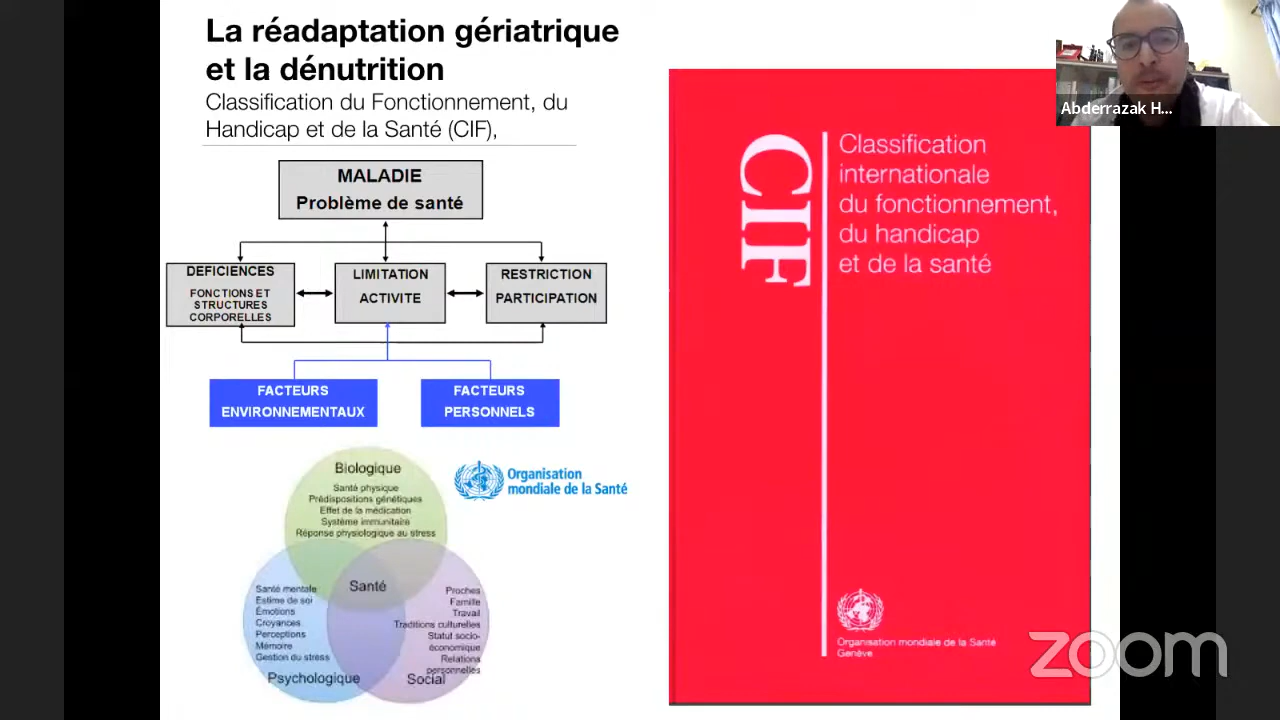 La réadaptation gériatrique
et la dénutrition
Classification du Fonctionnement, du
Handicap et de la Santé (CIF),
MALADIE
Problème de santé
DEFICIENCES
FONCTIONS ET
STRUCTURES
CORPORELLES
LIMITATION
ACTIVITE
RESTRICTION
PARTICIPATION
FACTEURS
ENVIRONNEMENTAUX
FACTEURS
PERSONNELS
Biologique
Santé physique
Prédispositions génétiques
Effet de la médication
Système immunitaire
Réponse physiologique au stress
Organisation
mondiale de la Santé
Santé
Santé mentale
Estime de soi
Émotions
Croyances
Perceptions
Mémoire
Gestion du stress
Psychologique
Proches
Famille
Travail
Traditions culturelles
Statut socio-
économique
Relations
personnelles
Social
CIF
Classification
internationale
du fonctionnement,
du handicap
et de la santé
Organisation mondiale de la Santé
Genève
Abderrazak H...
zoom